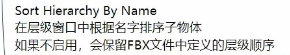 Sort Hierarchy By Name
在层级窗口中根据名字排序子物体
如果不启用，会保留FBX文件中定义的层级顺序